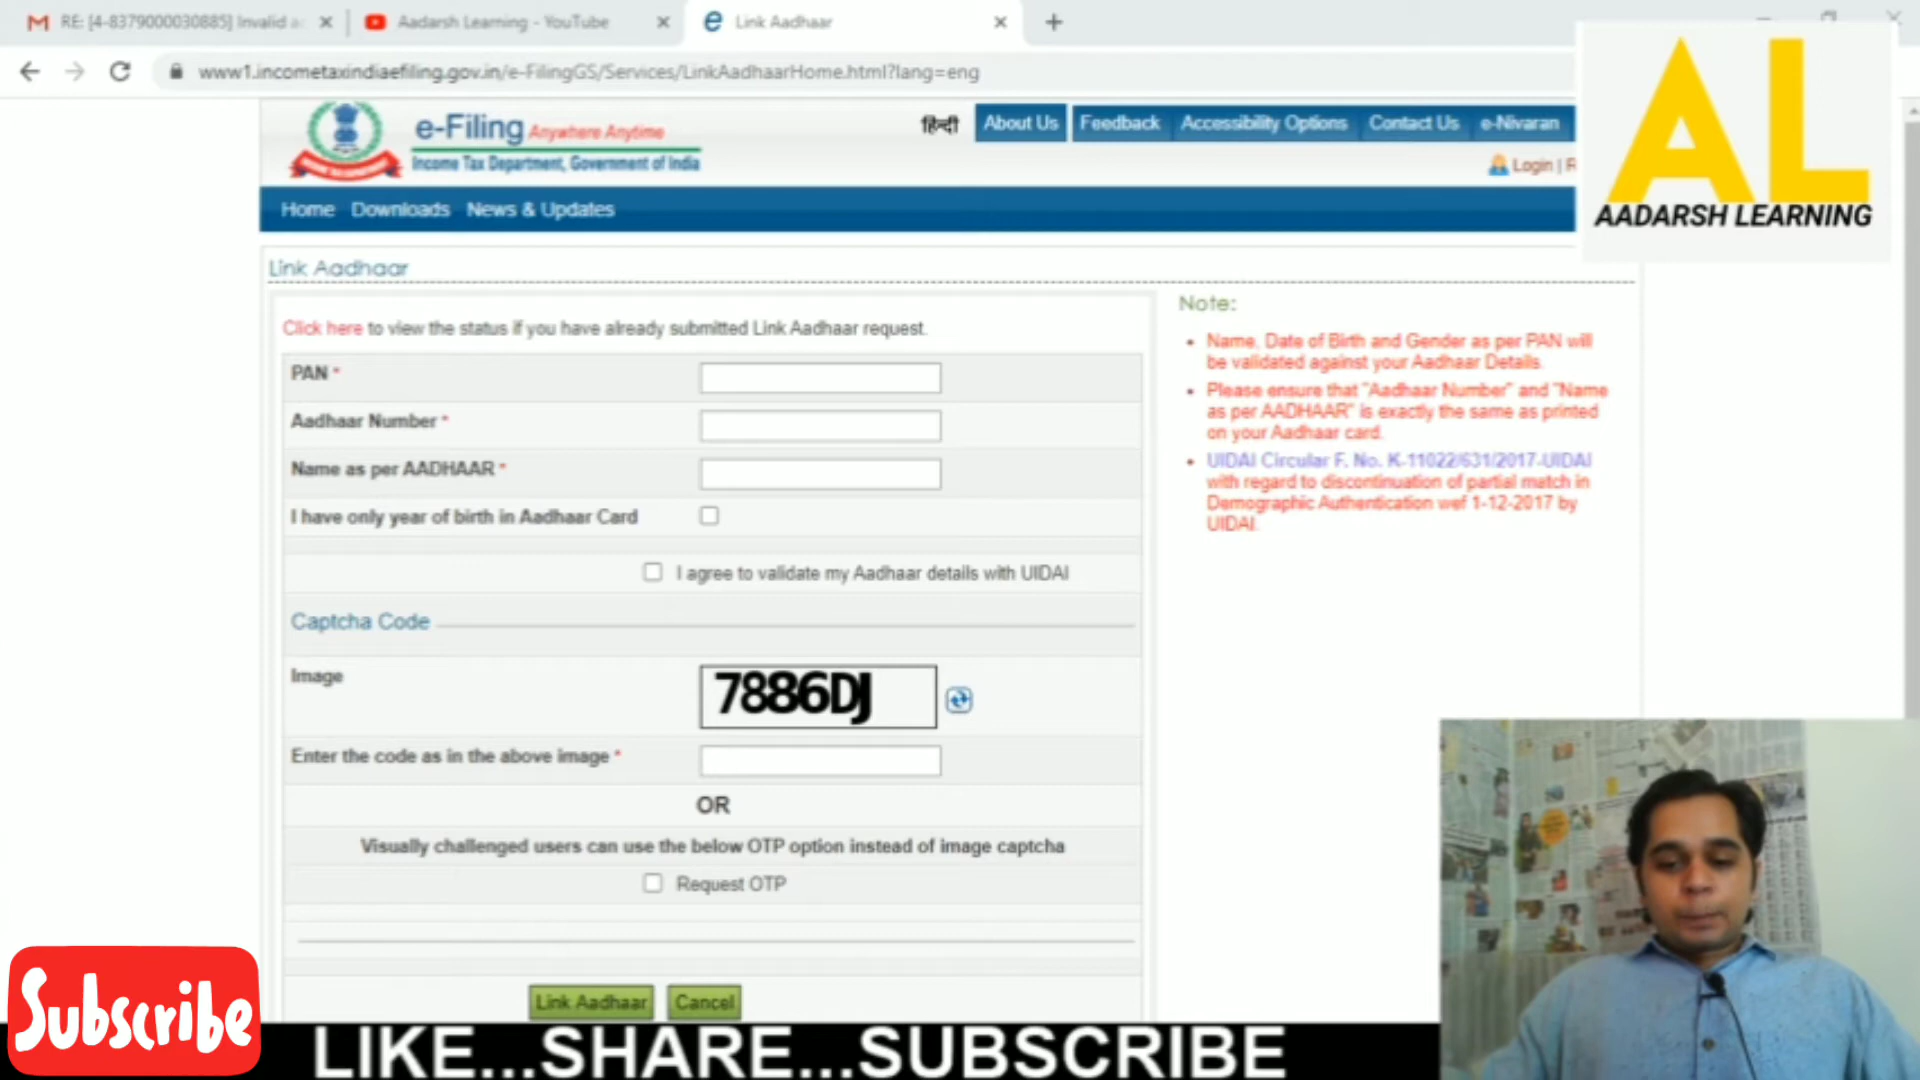 RE: [4-8379000030885] Invalid a
Aadarsh Learning - YouTube
Link Aadhaar
www1.incometaxindiaefiling.gov.in/e-FilingGS/Services/LinkAadhaarHome.html?lang=eng
e-Filing Anywhere Anytime
Income Tax Department, Government of India
हिन्दी
About Us
Feedback
Accessibility Options
Contact Us
e-Nivaran
Login | R
AL
AADARSH LEARNING
Home Downloads News & Updates
Link Aadhaar
Click here to view the status if you have already submitted Link Aadhaar request.
PAN *
Aadhaar Number *
Name as per AADHAAR *
I have only year of birth in Aadhaar Card
I agree to validate my Aadhaar details with UIDAI
Captcha Code
Image
7886DJ
Enter the code as in the above image *
OR
Visually challenged users can use the below OTP option instead of image captcha
Request OTP
Link Aadhaar
Cancel
Note:
Name, Date of Birth and Gender as per PAN will
be validated against your Aadhaar Details.
Please ensure that "Aadhaar Number" and "Name
as per AADHAAR" is exactly the same as printed
on your Aadhaar card.
UIDAI Circular F. No. K-11022/631/2017-UIDAI
with regard to discontinuation of partial match in
Demographic Authentication wef 1-12-2017 by
UIDAI.
Subscribe
LIKE...SHARE...SUBSCRIBE